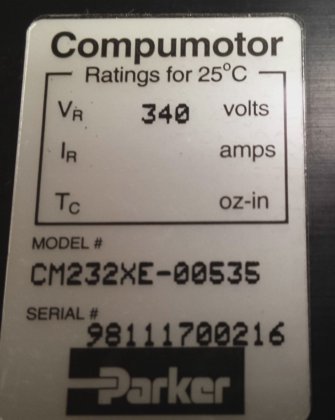 Compumotor
Ratings for 25°C
VR 340 volts
IR amps
TC oz-in
MODEL #
CM232XE-00535
SERIAL #
98111700216
Parker